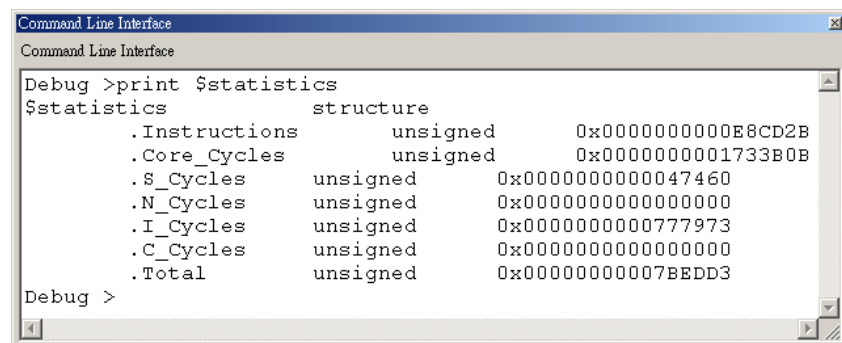 Command Line Interface
Command Line Interface
Debug >print $statistics
$statistics structure
.Instructions unsigned 0x0000000000E8CD2B
.Core_Cycles unsigned 0x0000000001733B0B
.S_Cycles unsigned 0x0000000000047460
.N_Cycles unsigned 0x0000000000000000
.I_Cycles unsigned 0x0000000000777973
.C_Cycles unsigned 0x0000000000000000
.Total unsigned 0x00000000007BEDD3
Debug >